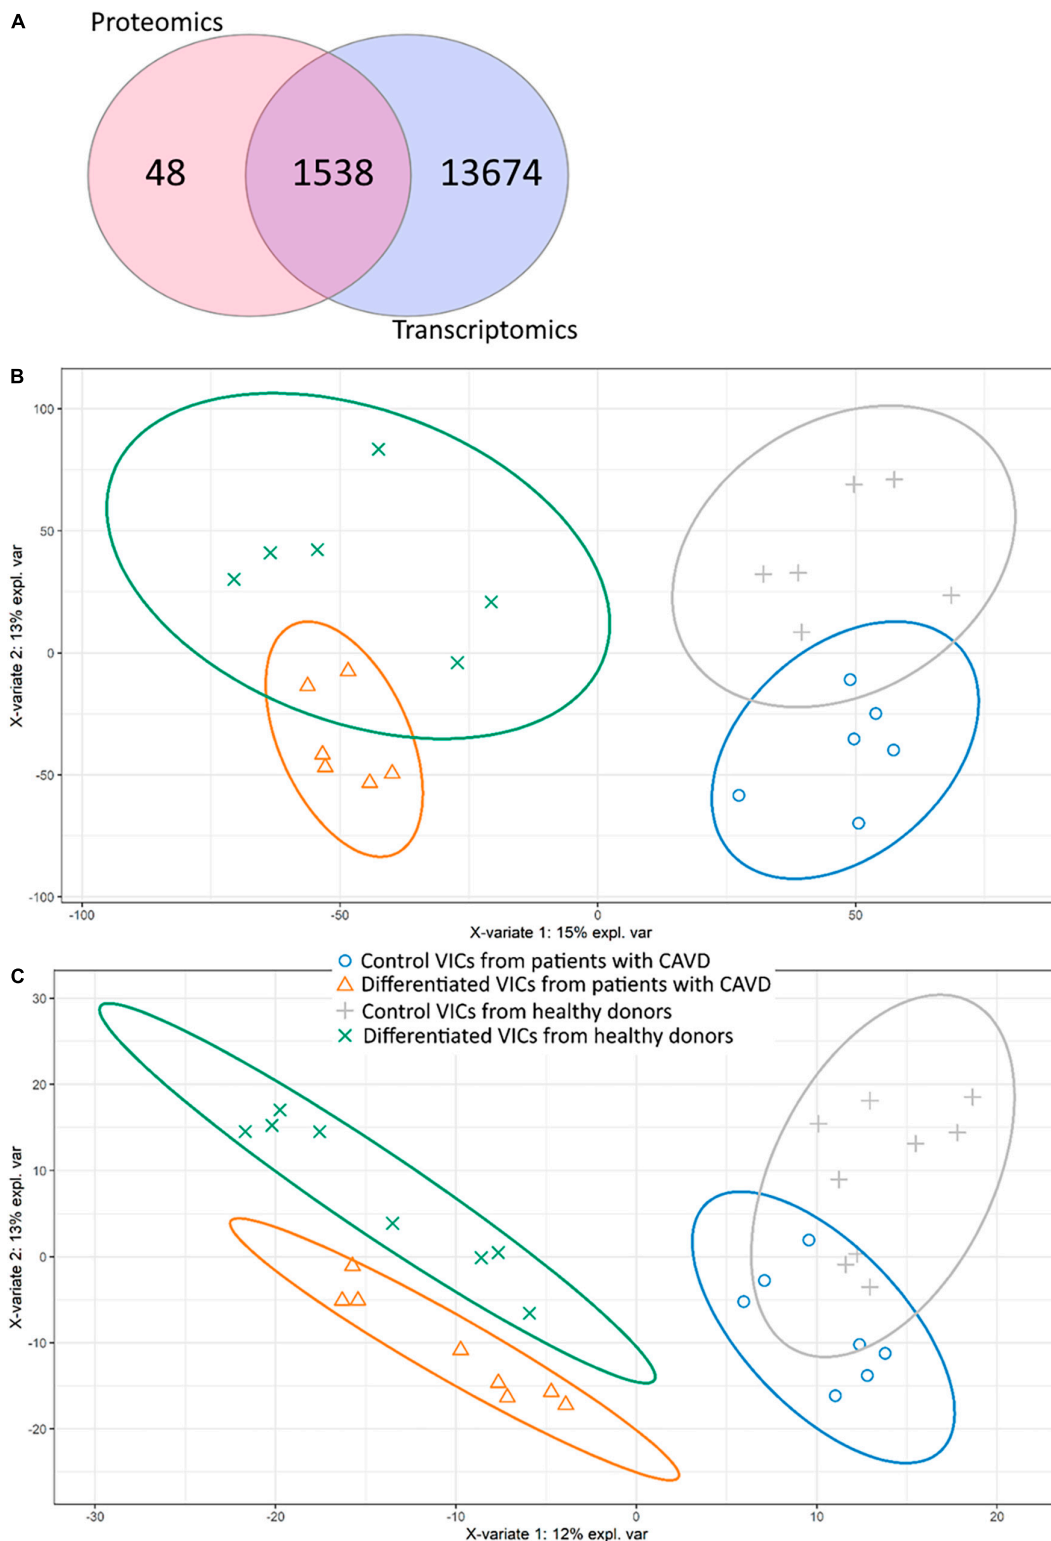 A
Proteomics
48
1538
13674
Transcriptomics
B
X-variate 2: 13% expl. var
100
50
0
-50
-100
-100
-50
0
50
X-variate 1: 15% expl. var
C
Control VICs from patients with CAVD
Differentiated VICs from patients with CAVD
Control VICs from healthy donors
Differentiated VICs from healthy donors
X-variate 2: 13% expl. var
30
20
10
0
-10
-20
-30
-20
-10
0
10
20
X-variate 1: 12% expl. var